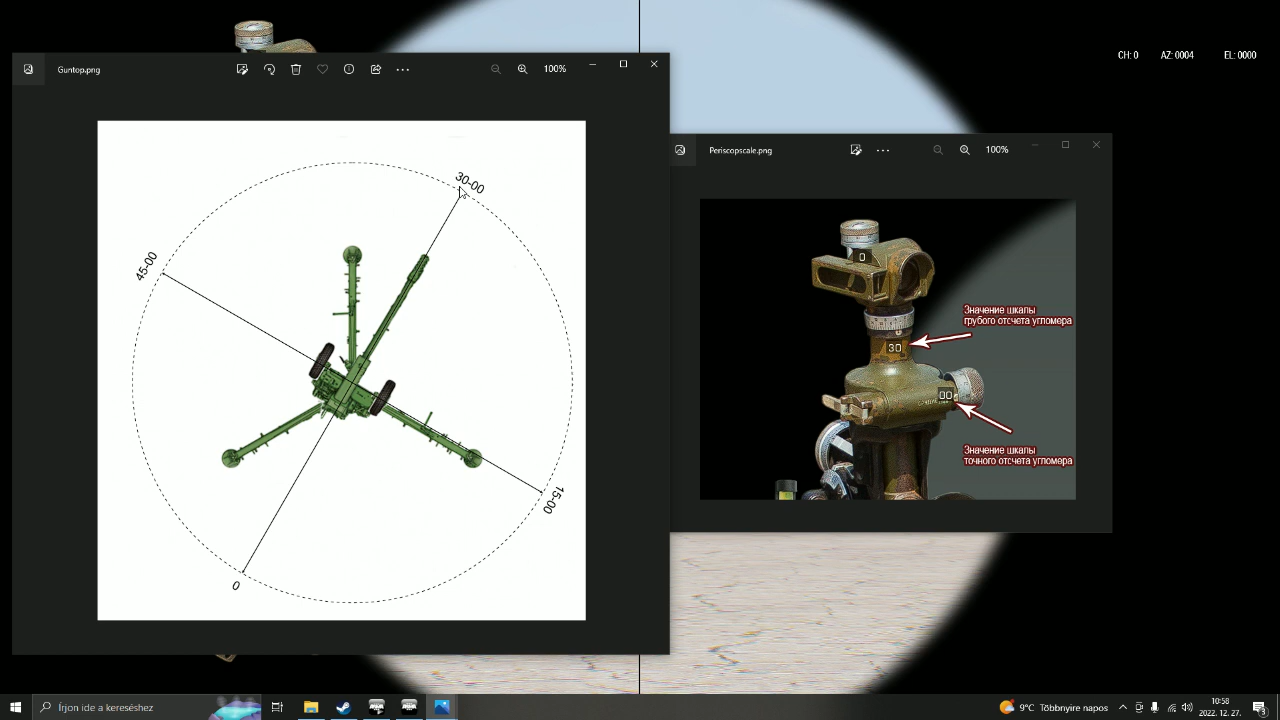 CH: 0
AZ: 0004
EL: 0000
Guntop.png
100%
30-00
45-00
15-00
0
Periscopscale.png
100%
0
Значение шкалы
грубого отсчета угломера
30
00
Значение шкалы
точного отсчета угломера
Írjon ide a kereséshez
9°C Többnyire napos
10:58
2022. 12. 27.